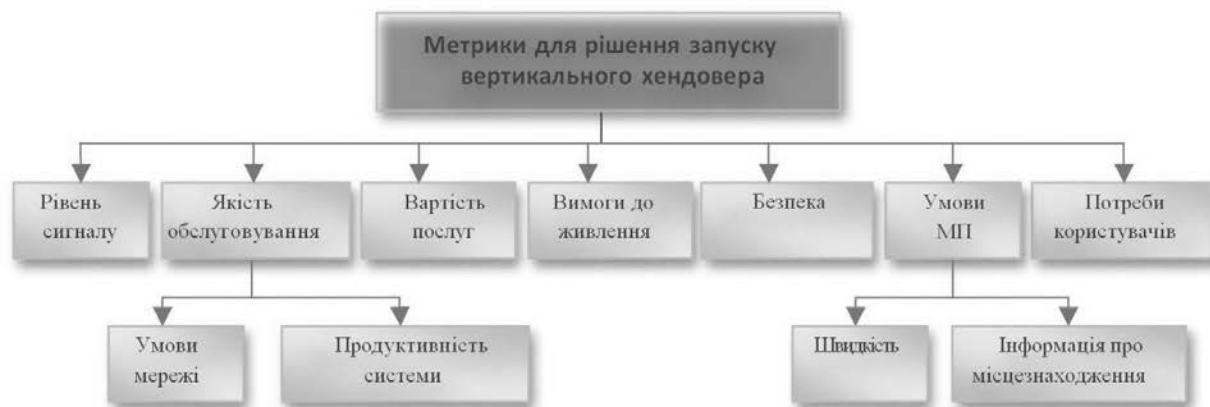 Метрики для рішення запуску
вертикального хендовера
Рівень
сигналу
Якість
обслуговування
Вартість
послуг
Вимоги до
живлення
Безпека
Умови
МП
Потреби
користувачів
Умови
мережі
Продуктивність
системи
Швидкість
Інформація про
місцезнаходження